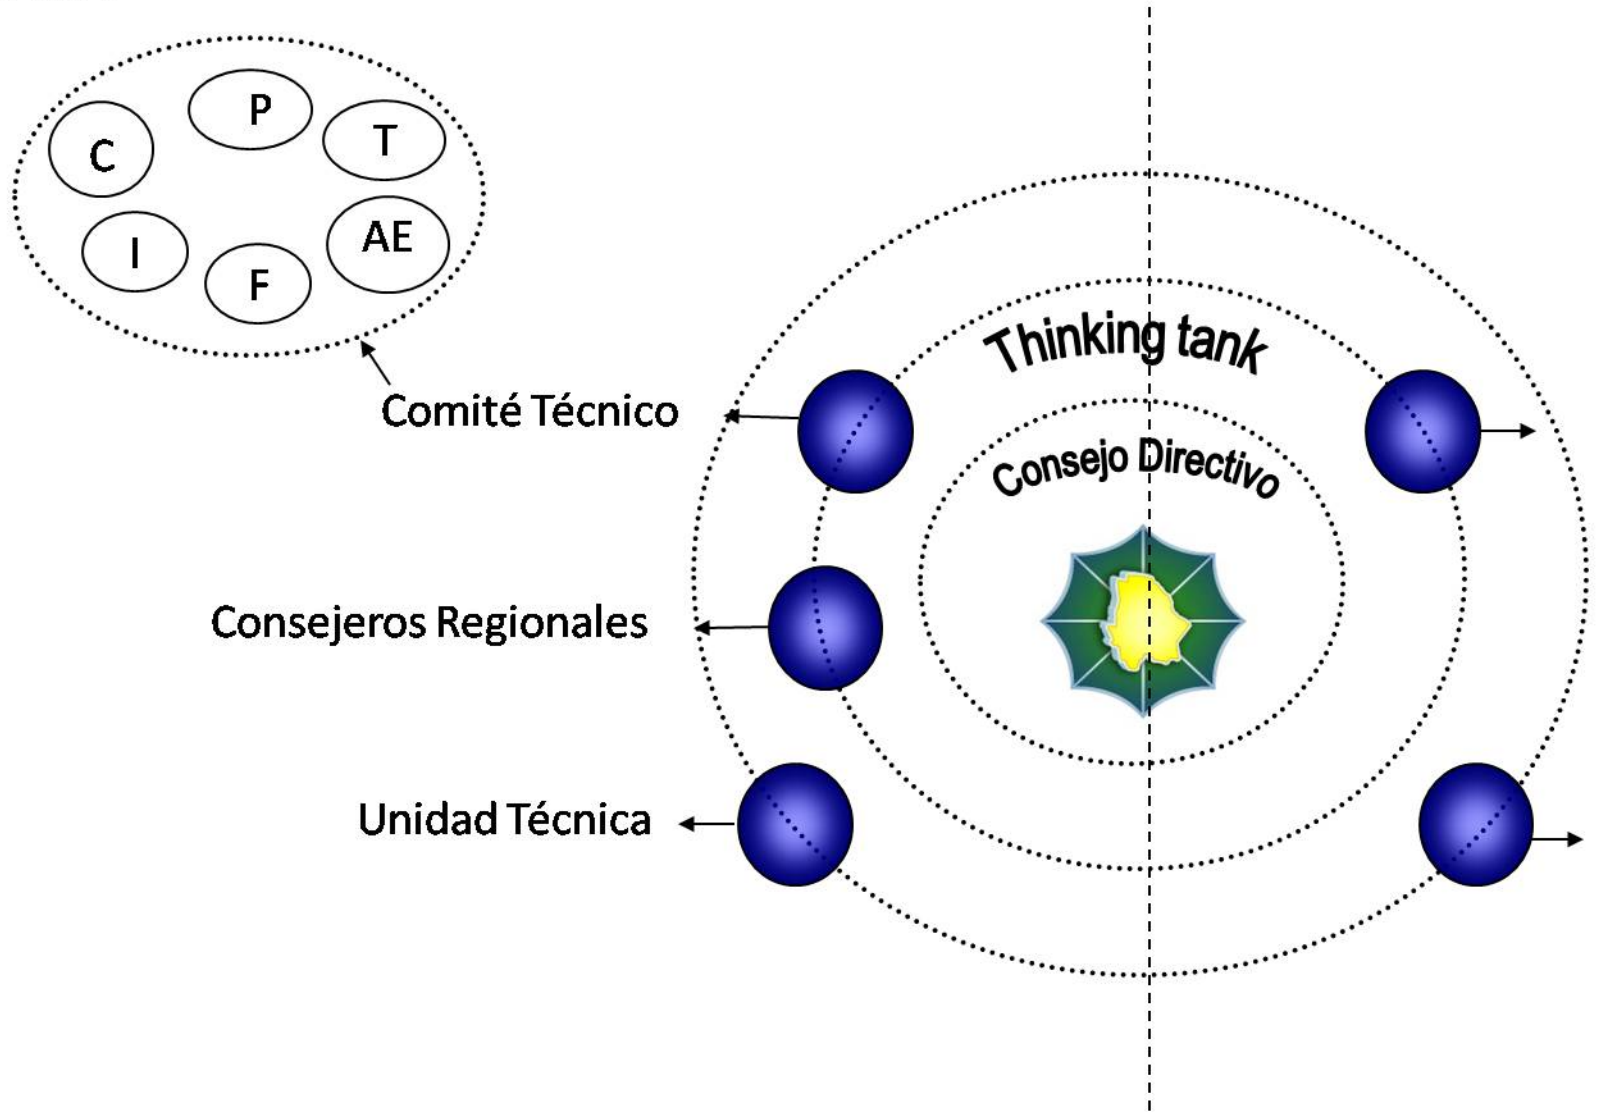 P
C
T
I
F
AE
Comité Técnico
Thinking tank
Consejo Directivo
Consejeros Regionales
Unidad Técnica